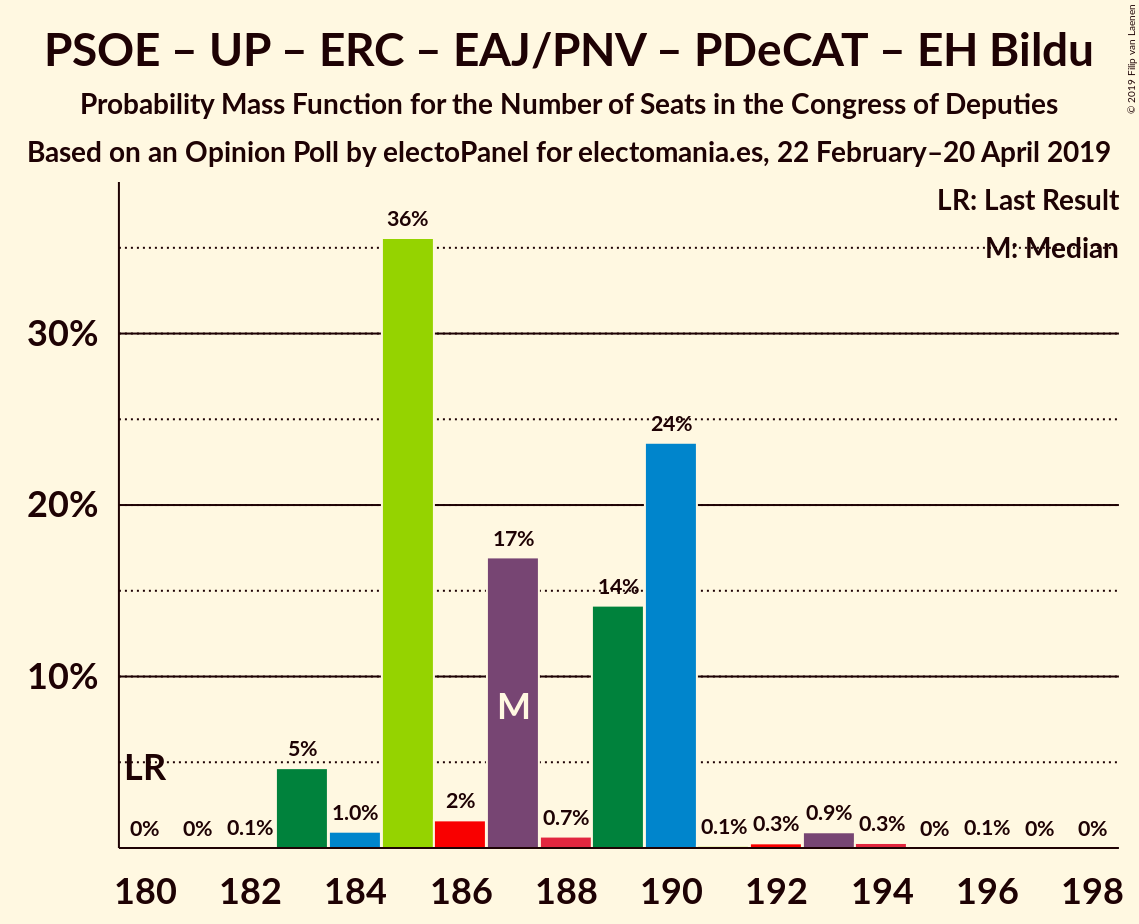 PSOE – UP – ERC – EAJ/PNV – PDeCAT – EH Bildu
Probability Mass Function for the Number of Seats in the Congress of Deputies
Based on an Opinion Poll by electoPanel for electomania.es, 22 February–20 April 2019
© 2019 Filip van Laenen
LR: Last Result
M: Median
30%
20%
10%
LR
M
0% 0% 0.1% 5% 1.0% 36% 2% 17% 0.7% 14% 24% 0.1% 0.3% 0.9% 0.3% 0% 0.1% 0% 0%
180 182 184 186 188 190 192 194 196 198